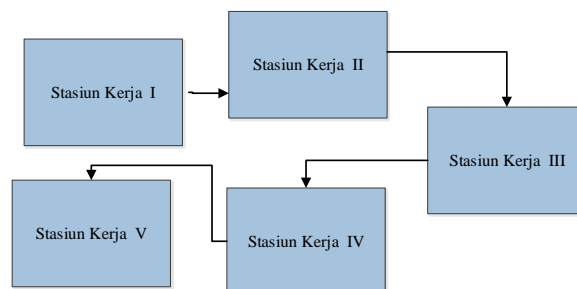 Stasiun Kerja I
Stasiun Kerja II
Stasiun Kerja III
Stasiun Kerja IV
Stasiun Kerja V